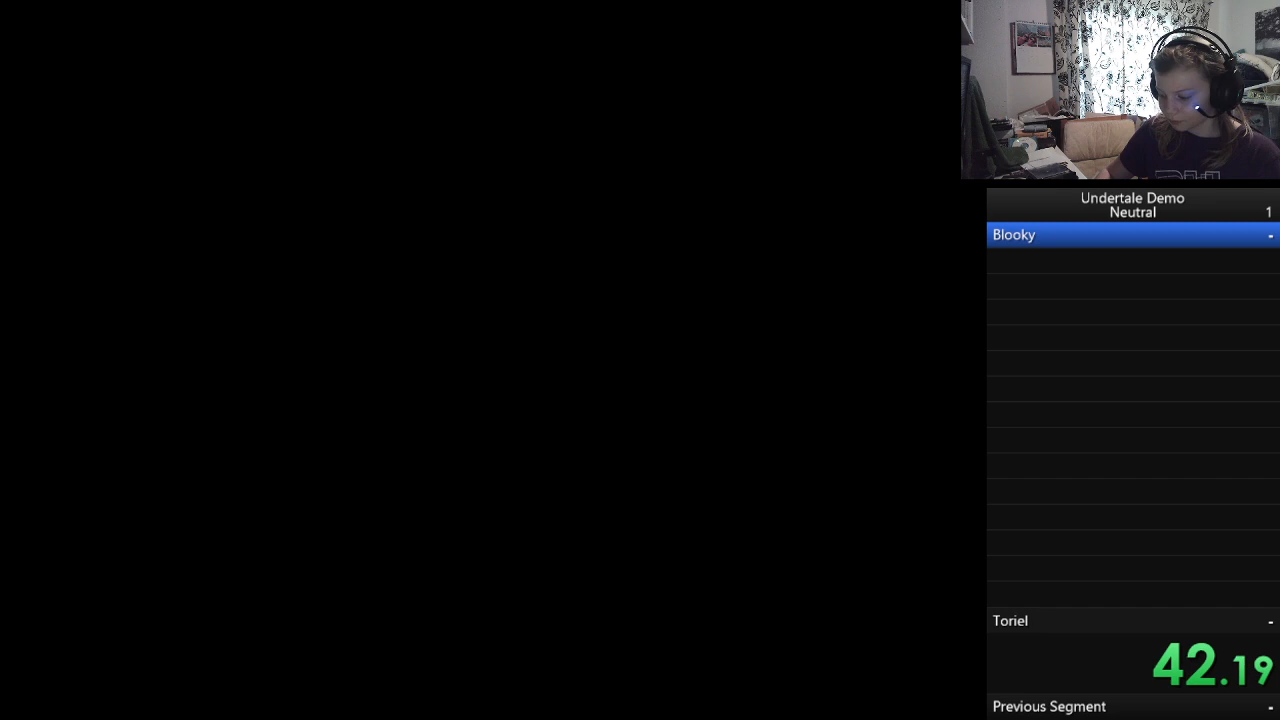 Undertale Demo
Neutral 1
Blooky -
Toriel -
42.19
Previous Segment -